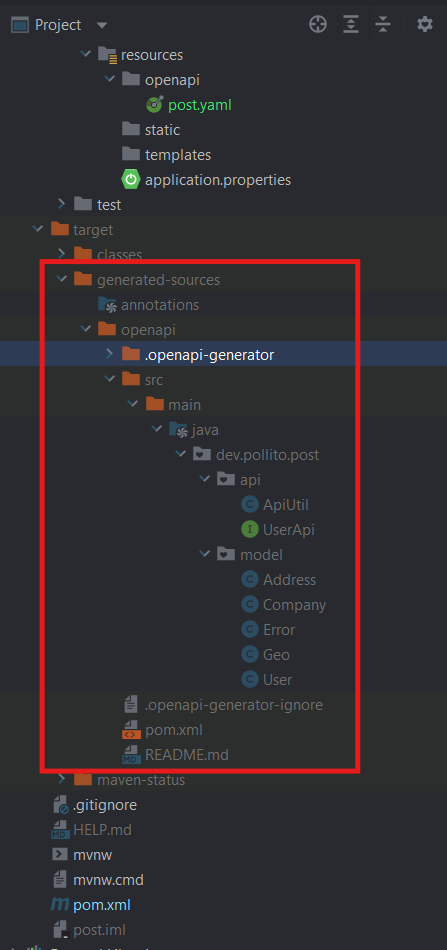 Project
resources
openapi
post.yaml
static
templates
application.properties
test
target
classes
generated-sources
annotations
openapi
.openapi-generator
src
main
java
dev.pollito.post
api
ApiUtil
UserApi
model
Address
Company
Error
Geo
User
.openapi-generator-ignore
pom.xml
README.md
maven-status
.gitignore
HELP.md
mvnw
mvnw.cmd
pom.xml
post.iml